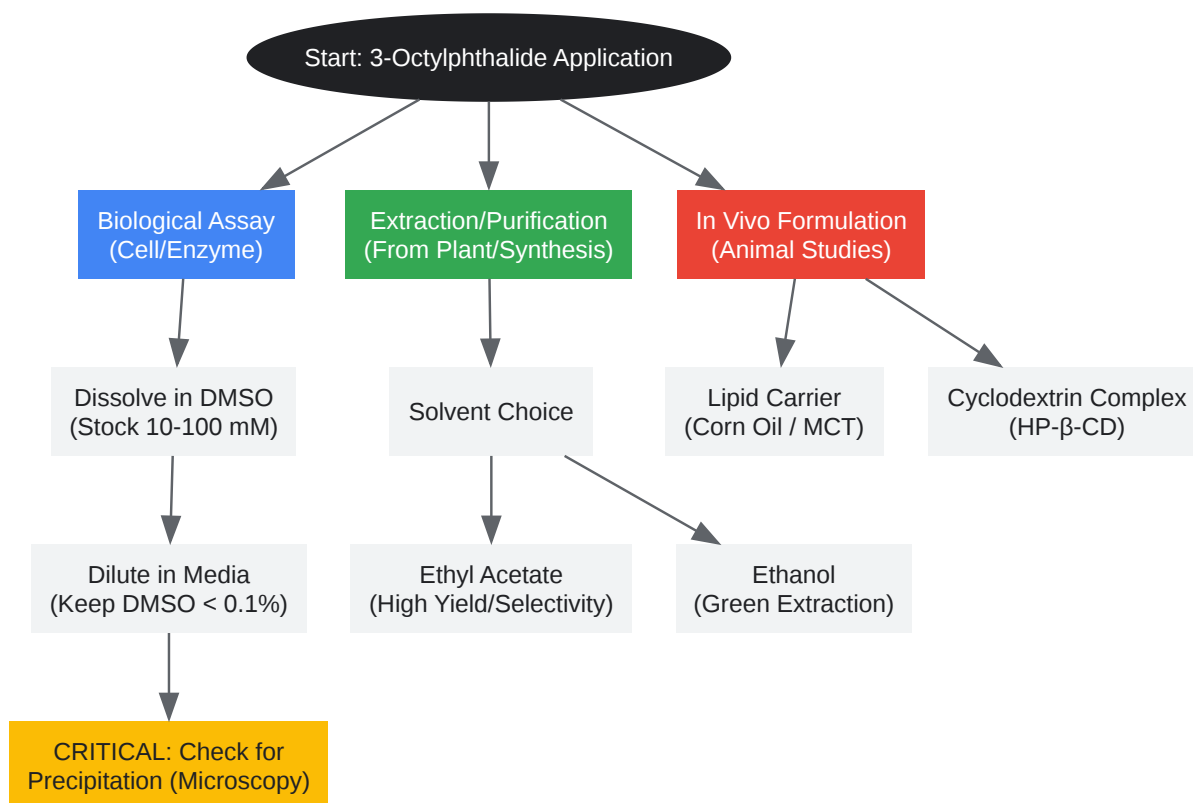 Start: 3-Octylphthalide Application
Biological Assay
(Cell/Enzyme)
Extraction/Purification
(From Plant/Synthesis)
In Vivo Formulation
(Animal Studies)
Dissolve in DMSO
(Stock 10-100 mM)
Solvent Choice
Lipid Carrier
(Corn Oil / MCT)
Cyclodextrin Complex
(HP-β-CD)
Dilute in Media
(Keep DMSO < 0.1%)
Ethyl Acetate
(High Yield/Selectivity)
Ethanol
(Green Extraction)
CRITICAL: Check for
Precipitation (Microscopy)